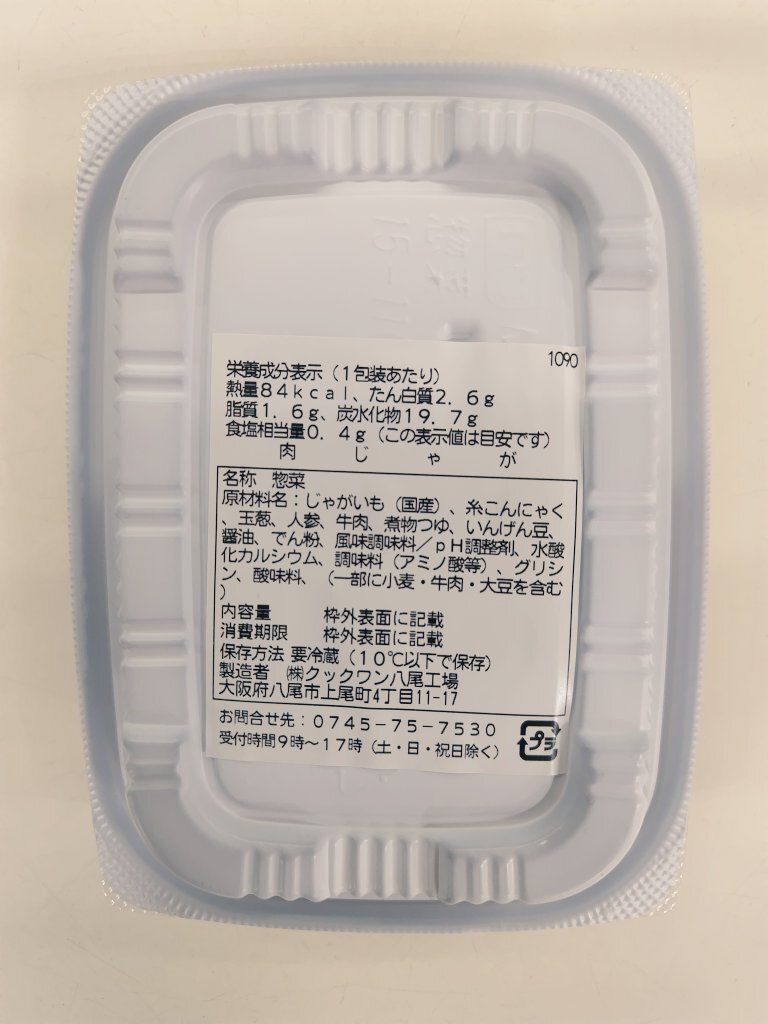 1090
栄養成分表示（1包装あたり）
熱量84kcal、たん白質2.6g
脂質1.6g、炭水化物19.7g
食塩相当量0.4g（この表示値は目安です）
肉じゃが
名称 惣菜
原材料名：じゃがいも（国産）、糸こんにゃく
、玉葱、人参、牛肉、煮物つゆ、いんげん豆、
醤油、でん粉、風味調味料／pH調整剤、水酸
化カルシウム、調味料（アミノ酸等）、グリシ
ン、酸味料、（一部に小麦・牛肉・大豆を含む
）
内容量 枠外表面に記載
消費期限 枠外表面に記載
保存方法 要冷蔵（10℃以下で保存）
製造者 ㈱クックワン八尾工場
大阪府八尾市上尾町4丁目11-17
お問合せ先：0745-75-7530
受付時間9時～17時（土・日・祝日除く）
プラ